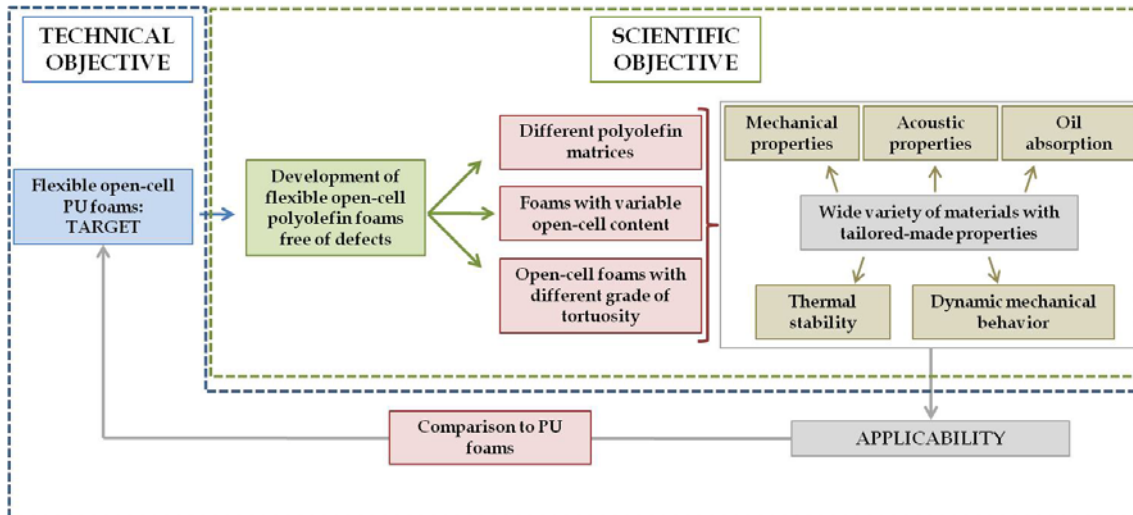 TECHNICAL
OBJECTIVE
SCIENTIFIC
OBJECTIVE
Flexible open-cell
PU foams:
TARGET
Development of
flexible open-cell
polyolefin foams
free of defects
Different polyolefin
matrices
Foams with variable
open-cell content
Open-cell foams with
different grade of
tortuosity
Mechanical
properties
Acoustic
properties
Oil
absorption
Wide variety of materials with
tailored-made properties
Thermal
stability
Dynamic mechanical
behavior
Comparison to PU
foams
APPLICABILITY